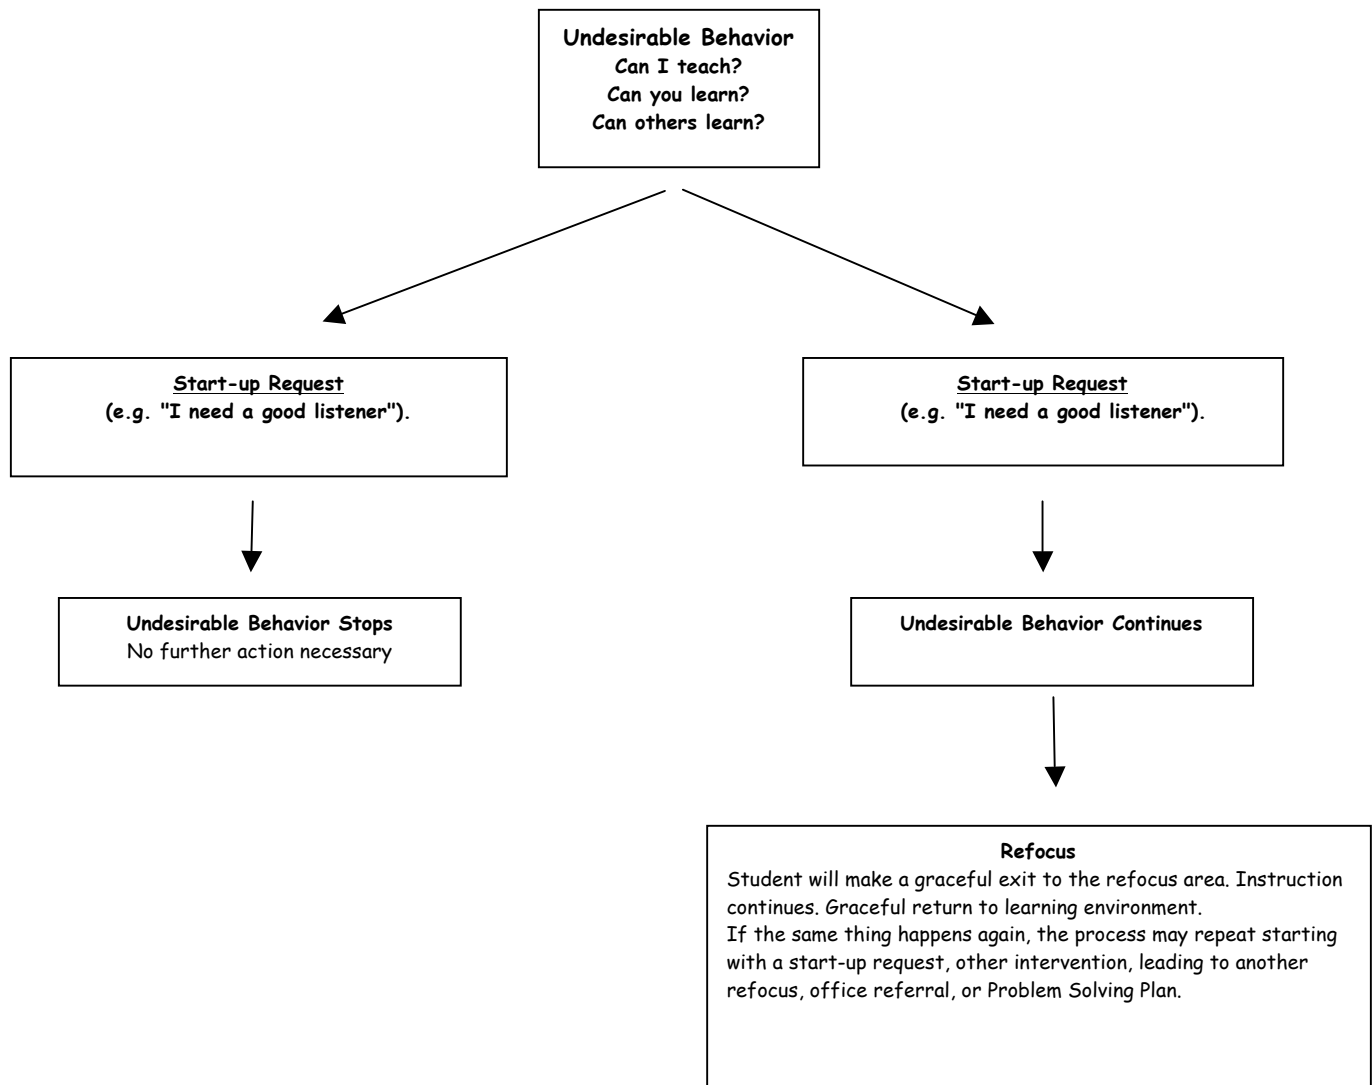 Undesirable Behavior
Can I teach?
Can you learn?
Can others learn?
Start-up Request
(e.g. "I need a good listener").
Start-up Request
(e.g. "I need a good listener").
Undesirable Behavior Stops
No further action necessary
Undesirable Behavior Continues
Refocus
Student will make a graceful exit to the refocus area. Instruction
continues. Graceful return to learning environment.
If the same thing happens again, the process may repeat starting
with a start-up request, other intervention, leading to another
refocus, office referral, or Problem Solving Plan.